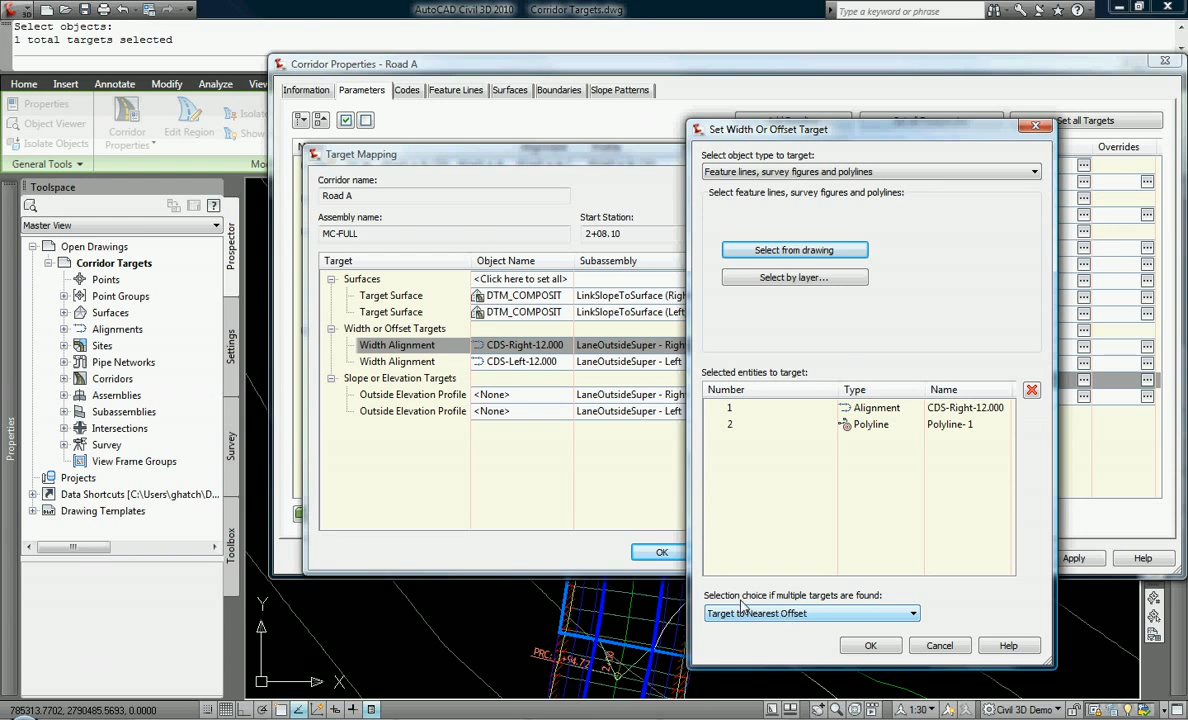 AutoCAD Civil 3D 2010
Corridor Targets.dwg
Type a keyword or phrase
3D
Select objects:
1 total targets selected
Home
Insert
Annotate
Modify
Analyze
Properties
Object Viewer
Isolate Objects
Corridor
Properties
Edit Region
General Tools
Corridor Properties - Road A
Information
Parameters
Codes
Feature Lines
Surfaces
Boundaries
Slope Patterns
Set all Targets
Overrides
Toolspace
Master View
Open Drawings
Corridor Targets
Points
Point Groups
Surfaces
Alignments
Sites
Pipe Networks
Corridors
Assemblies
Subassemblies
Intersections
Survey
View Frame Groups
Projects
Data Shortcuts [C:\Users\ghatch\D...
Drawing Templates
Prospector
Settings
Survey
Toolbox
Properties
Target Mapping
Corridor name:
Road A
Assembly name:
MC-FULL
Start Station:
2+08.10
Target
Object Name
Subassembly
Surfaces
<Click here to set all>
Target Surface
DTM_COMPOSIT
LinkSlopeToSurface (Righ
Target Surface
DTM_COMPOSIT
LinkSlopeToSurface (Left
Width or Offset Targets
Width Alignment
CDS-Right-12.000
LaneOutsideSuper - Right
Width Alignment
CDS-Left-12.000
LaneOutsideSuper - Left
Slope or Elevation Targets
Outside Elevation Profile
<None>
LaneOutsideSuper - Right
Outside Elevation Profile
<None>
LaneOutsideSuper - Left
OK
Set Width Or Offset Target
Select object type to target:
Feature lines, survey figures and polylines
Select feature lines, survey figures and polylines:
Select from drawing
Select by layer...
Selected entities to target:
Number
Type
Name
1
Alignment
CDS-Right-12.000
2
Polyline
Polyline- 1
Selection choice if multiple targets are found:
Target to Nearest Offset
OK
Cancel
Help
Apply
Help
Y
X
785313.7702, 2790485.5693, 0.0000
1:30
Civil 3D Demo